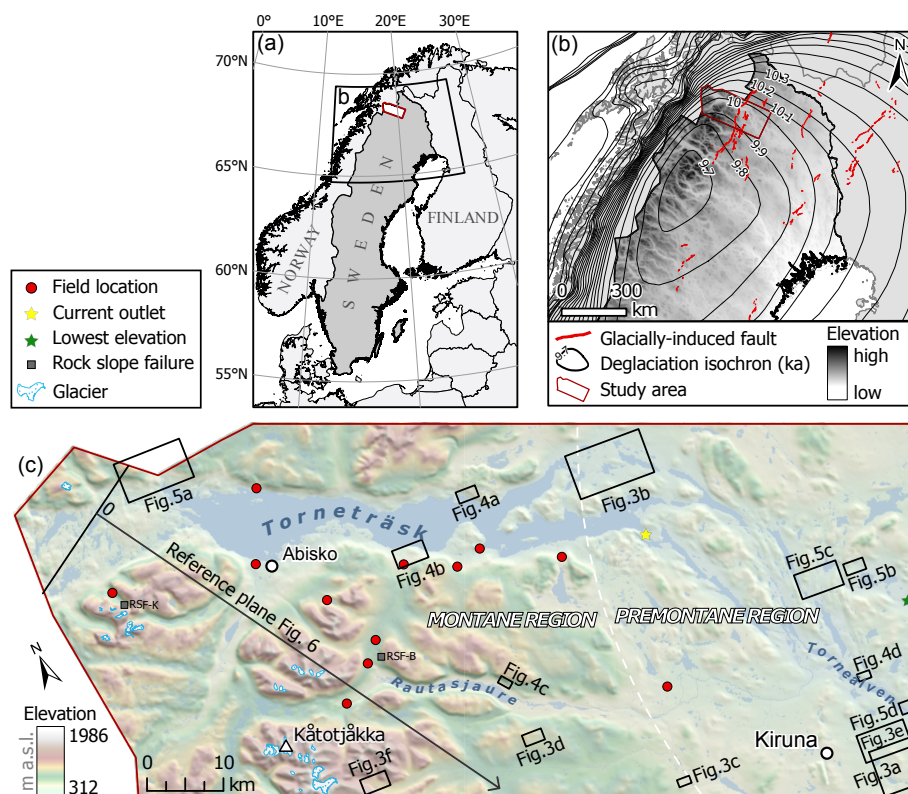 0°
10°
20°
30°
70°N
65°N
60°N
55°N
(a)
b
NORWAY
SWEDEN
FINLAND
(b)
N
10.3
10.2
10.1
10
9.9
9.8
9.7
0 300
km
Glacially-induced fault
9.7
Deglaciation isochron (ka)
Study area
Elevation
high
low
Field location
Current outlet
Lowest elevation
Rock slope failure
Glacier
(c)
Fig.5a
0
Torneträsk
Fig.4a
Fig.3b
Abisko
Fig.4b
Fig.5c
Fig.5b
Reference plane Fig. 6
RSF-K
MONTANE REGION
PREMONTANE REGION
RSF-B
Rautasjaure
Fig.4c
Torneälven
Fig.4d
N
Elevation
m a.s.l.
1986
312
0 10
km
Kåtotjåkka
Fig.3f
Fig.3d
Fig.3c
Kiruna
Fig.5d
Fig.3e
Fig.3a